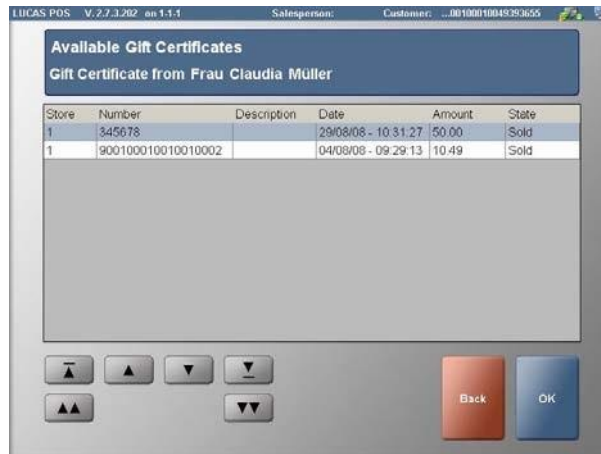 LUCAS POS V. 2.7.3.202 on 1-1-1 Salesperson: Customer: ...00100010049393655
Available Gift Certificates
Gift Certificate from Frau Claudia Müller
Store Number Description Date Amount State
1 345678 29/08/08 - 10:31:27 50.00 Sold
1 900100010010010002 04/08/08 - 09:29:13 10.49 Sold
Back OK